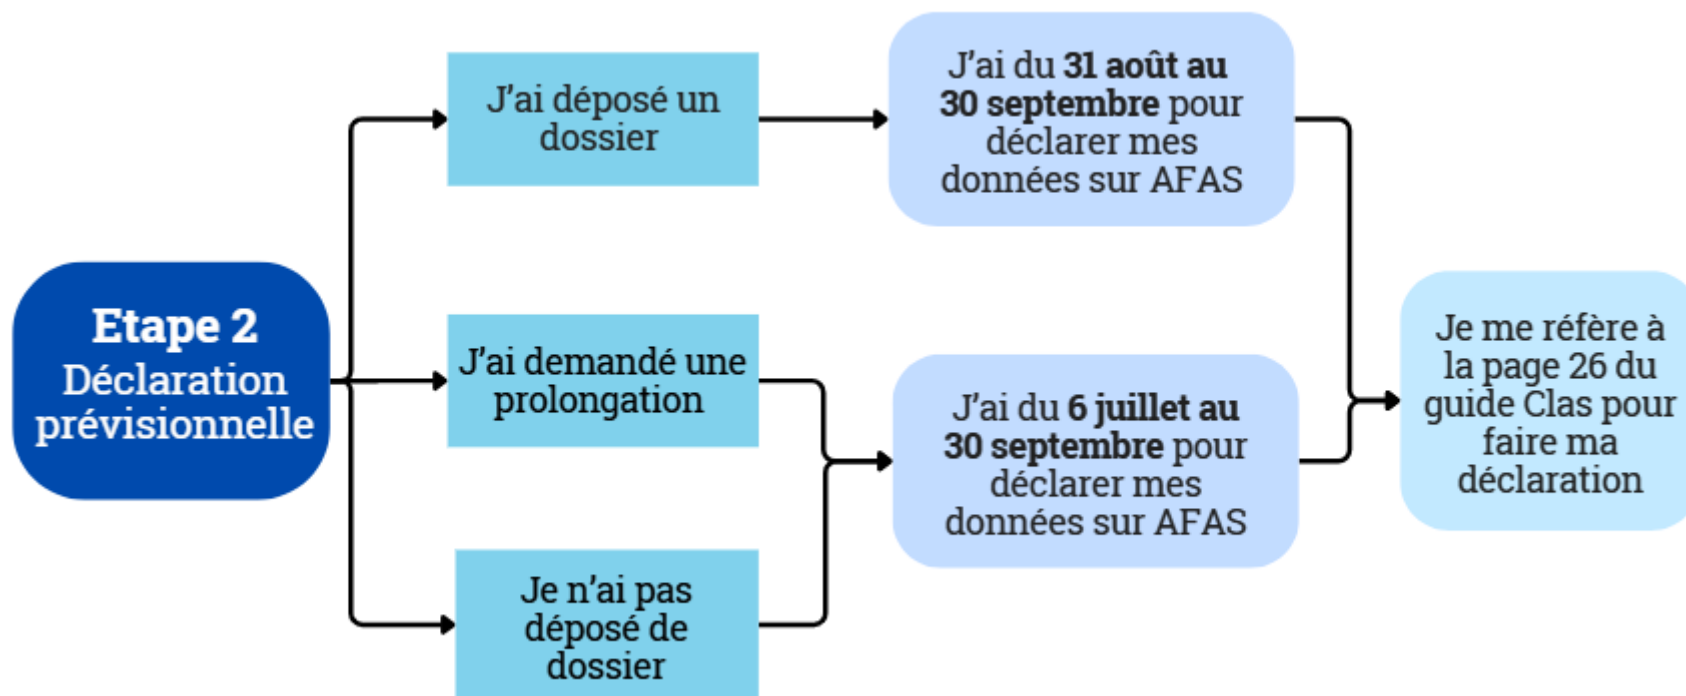 Etape 2
Déclaration
prévisionnelle
J'ai déposé un
dossier
J'ai du 31 août au
30 septembre pour
déclarer mes
données sur AFAS
J'ai demandé une
prolongation
Je n'ai pas
déposé de
dossier
J'ai du 6 juillet au
30 septembre pour
déclarer mes
données sur AFAS
Je me réfère à
la page 26 du
guide Clas pour
faire ma
déclaration